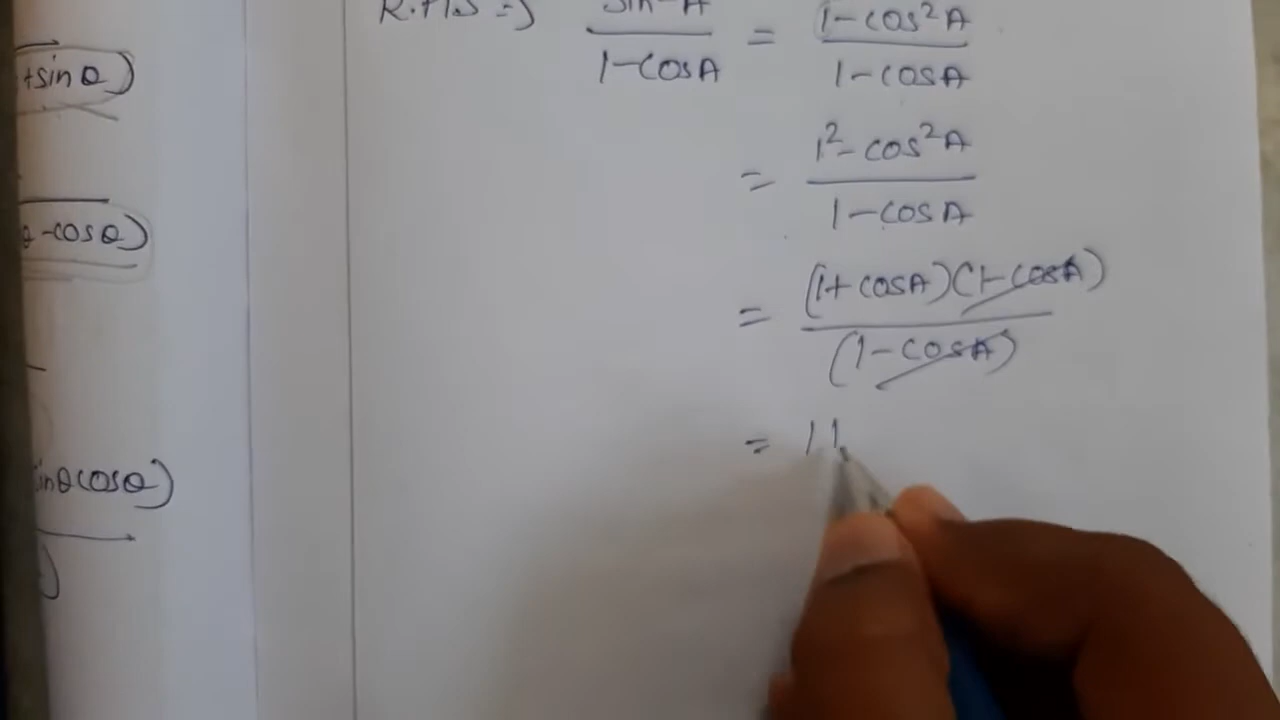 +sinθ)
θ-cosθ)
sinθcosθ)
)
R.H.S => sin²A / 1-cosA = 1-cos²A / 1-cosA
= 1²-cos²A / 1-cosA
= (1+cosA)(1-cosA) / (1-cosA)
= 1